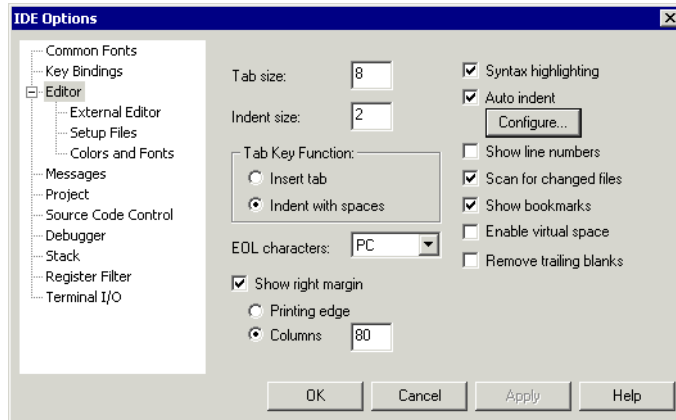 IDE Options
Common Fonts
Key Bindings
Editor
External Editor
Setup Files
Colors and Fonts
Messages
Project
Source Code Control
Debugger
Stack
Register Filter
Terminal I/O
Tab size:
8
Indent size:
2
Tab Key Function:
Insert tab
Indent with spaces
EOL characters:
PC
Show right margin
Printing edge
Columns
80
Syntax highlighting
Auto indent
Configure...
Show line numbers
Scan for changed files
Show bookmarks
Enable virtual space
Remove trailing blanks
OK
Cancel
Apply
Help